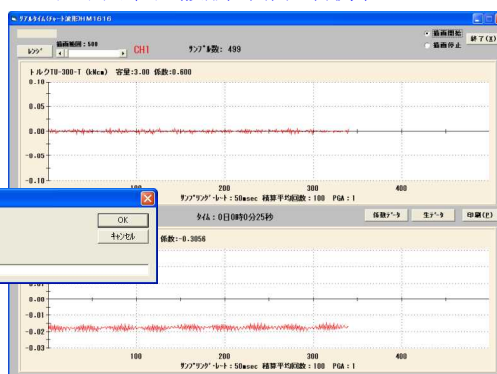 ﾘｱﾙﾀｲﾑ(ﾁｬｰﾄ波形)HM1616
ﾚﾝｼﾞ
描画範囲：500
CH1
ｻﾝﾌﾟﾙ数: 499
描画開始
描画停止
終了(X)
トルクTU-300-T (kNcm) 容量:3.00 係数:0.600
0.10
0.05
0.00
-0.05
-0.10
100 200 300 400
ｻﾝﾌﾟﾘﾝｸﾞ･ﾚｰﾄ：50msec 積算平均回数：100 PGA：1
OK
ｷｬﾝｾﾙ
ﾀｲﾑ：0日0時0分25秒
係数ﾃﾞｰﾀ
生ﾃﾞｰﾀ
印刷(P)
係数:-0.3056
0.00
-0.01
-0.02
-0.03
100 200 300 400
ｻﾝﾌﾟﾘﾝｸﾞ･ﾚｰﾄ：50msec 積算平均回数：100 PGA：1